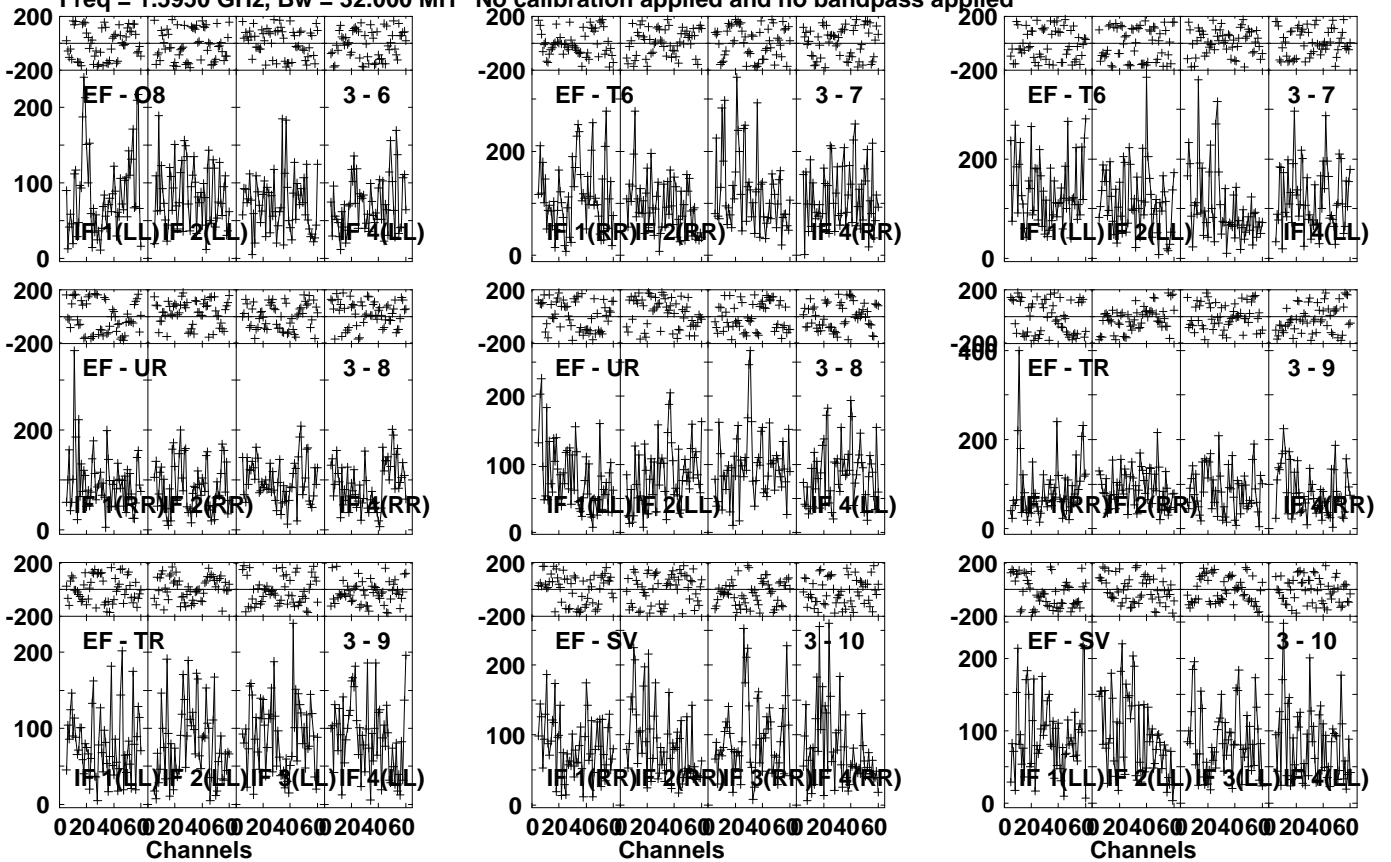 Freq = 1.5950 GHz, Bw = 32.000 MH No calibration applied and no bandpass applied
200 200 200
-200 -200 -200
EF - O8 3 - 6 EF - T6 3 - 7 EF - T6 3 - 7
200
200 200
100
IF 1(LL) IF 2(LL) IF 4(LL) IF 1(RR) IF 2(RR) IF 4(RR) IF 1(LL) IF 2(LL) IF 4(LL)
0 0 0
200 200 200
-200 -200 -200
400
EF - UR 3 - 8 EF - UR 3 - 8 EF - TR 3 - 9
200 200 200
100
IF 1(RR) IF 2(RR) IF 4(RR) IF 1(LL) IF 2(LL) IF 4(LL) IF 1(RR) IF 2(RR) IF 4(RR)
0 0 0
200 200 200
-200 -200 -200
EF - TR 3 - 9 EF - SV 3 - 10 EF - SV 3 - 10
200 200 200
100 100 100
IF 1(LL) IF 2(LL) IF 3(LL) IF 4(LL) IF 1(RR) IF 2(RR) IF 3(RR) IF 4(RR) IF 1(LL) IF 2(LL) IF 3(LL) IF 4(LL)
0 0 0
0 20 40 60 0 20 40 60 0 20 40 60 0 20 40 60 0 20 40 60 0 20 40 60 0 20 40 60 0 20 40 60 0 20 40 60 0 20 40 60 0 20 40 60 0 20 40 60
Channels Channels Channels